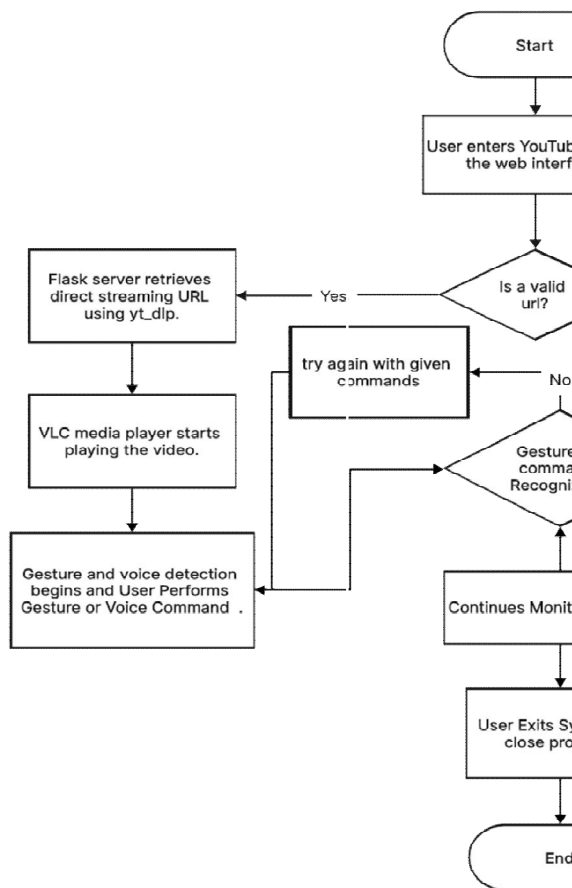 Start
User enters YouTub
the web interf
Is a valid
url?
Yes
Flask server retrieves
direct streaming URL
using yt_dlp.
try again with given
commands
No
VLC media player starts
playing the video.
Gesture
comma
Recogniz
Gesture and voice detection
begins and User Performs
Gesture or Voice Command .
Continues Monit
User Exits Sy
close pro
End